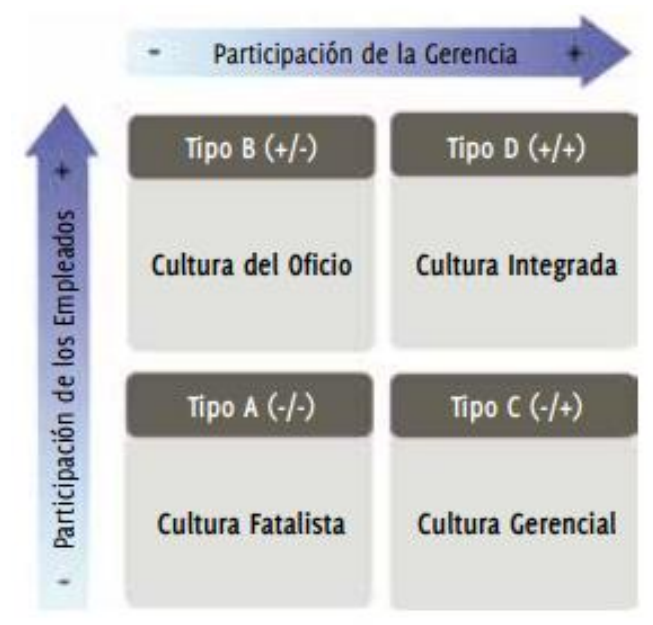 - Participación de la Gerencia +
+
Participación de los Empleados
-
Tipo B (+/-)
Cultura del Oficio
Tipo D (+/+)
Cultura Integrada
Tipo A (-/-)
Cultura Fatalista
Tipo C (-/+)
Cultura Gerencial